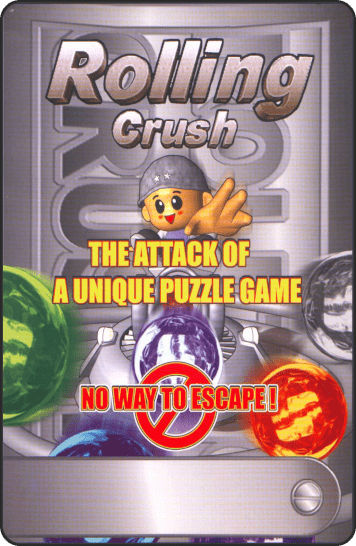 Rolling
Crush
THE ATTACK OF
A UNIQUE PUZZLE GAME
NO WAY TO ESCAPE!